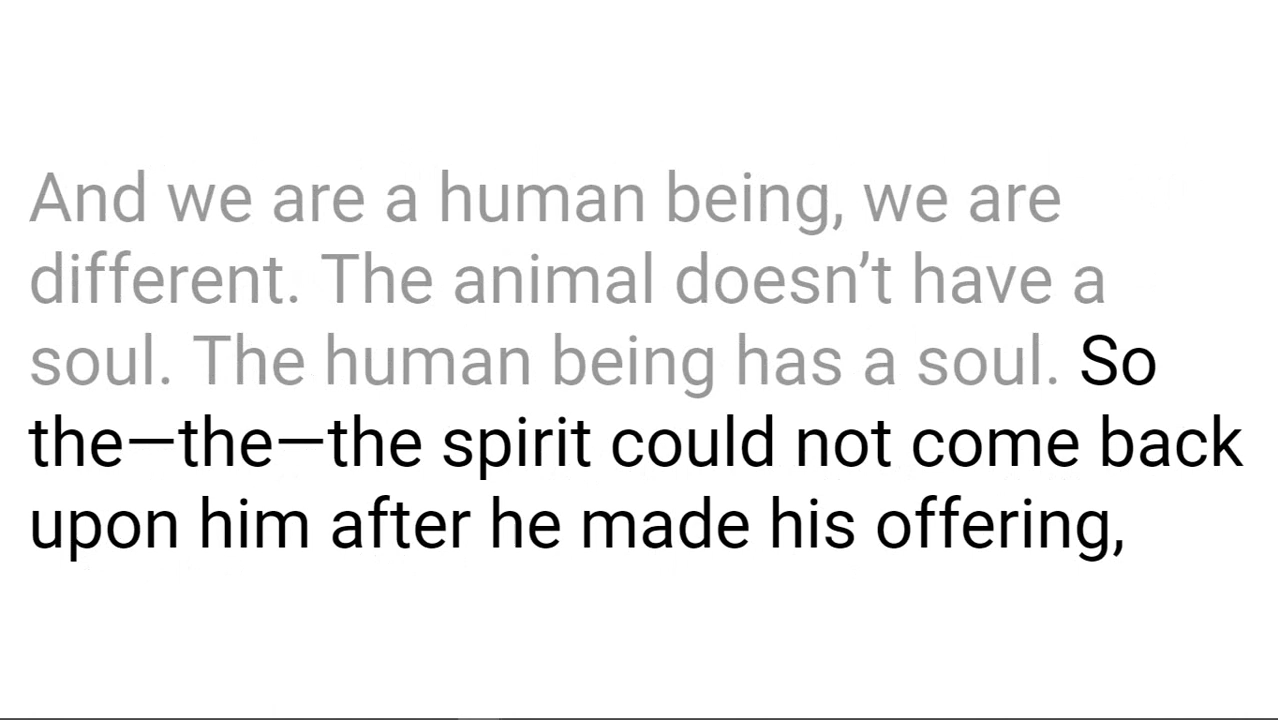 And we are a human being, we are
different. The animal doesn’t have a
soul. The human being has a soul. So
the—the—the spirit could not come back
upon him after he made his offering,